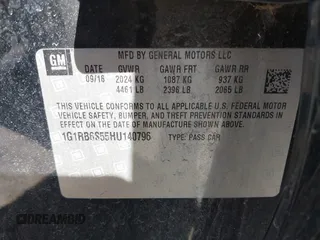 GM
MFD BY GENERAL MOTORS LLC
DATE GVWR GAWR FRT GAWR RR
09/16 2024 KG 1087 KG 937 KG
4461 LB 2396 LB 2065 LB
THIS VEHICLE CONFORMS TO ALL APPLICABLE U.S. FEDERAL MOTOR
VEHICLE SAFETY, BUMPER, AND THEFT PREVENTION STANDARDS
IN EFFECT ON THE DATE OF MANUFACTURE SHOWN ABOVE.
1G1RB6S55HU140796 TYPE: PASS CAR
DREAMBID